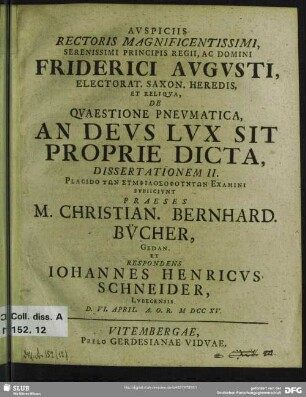 AVSPICIIS
RECTORIS MAGNIFICENTISSIMI,
SERENISSIMI PRINCIPIS REGII, AC DOMINI
FRIDERICI AVGVSTI,
ELECTORAT. SAXON. HEREDIS,
ET RELIQVA,
DE
QVAESTIONE PNEVMATICA,
AN DEVS LVX SIT
PROPRIE DICTA,
DISSERTATIONEM II.
PLACIDO ΤΩΝ ΣΥΜΦΙΛΟΣΟΦΟΥΝΤΩΝ EXAMINI
SVBIICIVNT
PRAESES
M. CHRISTIAN. BERNHARD.
BÜCHER,
GEDAN.
ET
RESPONDENS
IOHANNES HENRICVS
SCHNEIDER,
LVBECENSIS
D. VI. APRIL. A. O. R. M DCC XV.
VITEMBERGAE,
PRELO GERDESIANAE VIDVAE.
Coll. diss. A
152, 12
SLUB